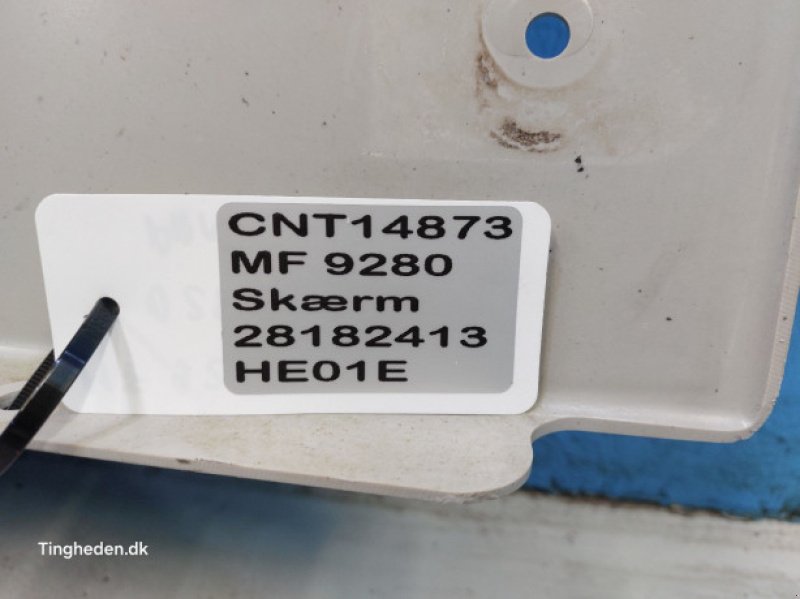 CNT14873
MF 9280
Skærm
28182413
HE01E
Tingheden.dk